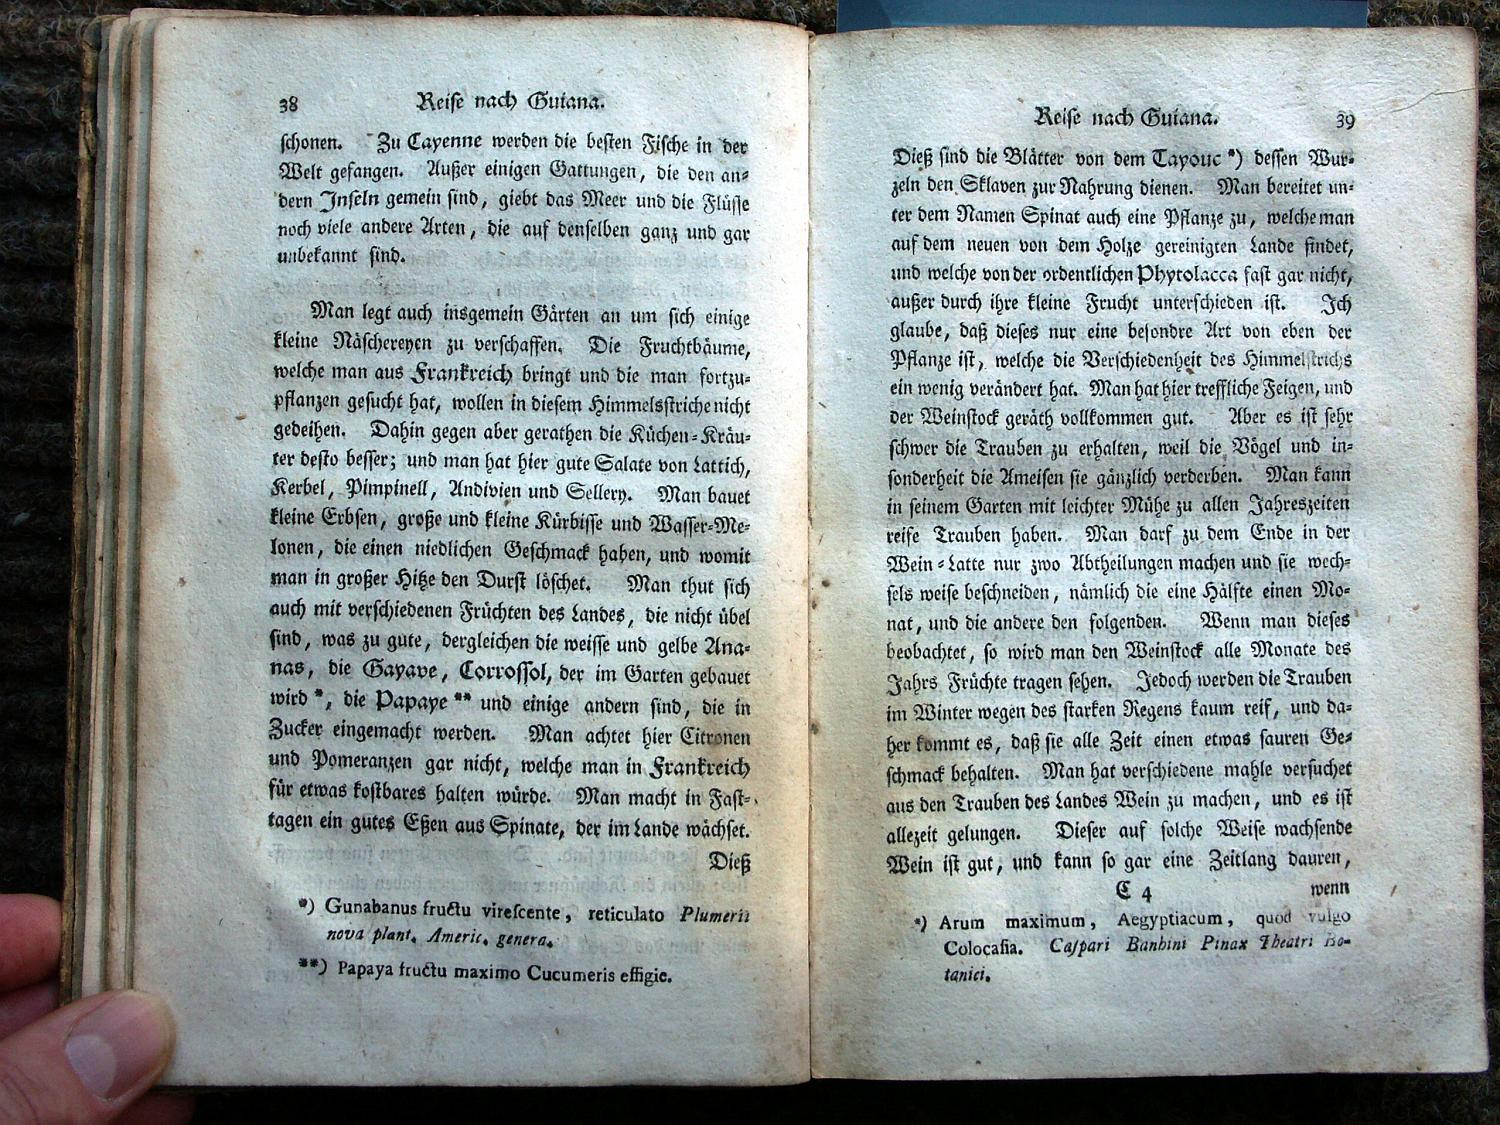 38 Reise nach Guiana.
schonen. Zu Cayenne werden die besten Fische in der
Welt gefangen. Außer einigen Gattungen, die den an=
dern Inseln gemein sind, giebt das Meer und die Flüsse
noch viele andere Arten, die auf denselben ganz und gar
unbekannt sind.
Man legt auch insgemein Gärten an um sich einige
kleine Näschereyen zu verschaffen. Die Fruchtbäume,
welche man aus Frankreich bringt und die man fortzu=
pflanzen gesucht hat, wollen in diesem Himmelsstriche nicht
gedeihen. Dahin gegen aber gerathen die Küchen=Kräu=
ter desto besser; und man hat hier gute Salate von Lattich,
Kerbel, Pimpinell, Andivien und Sellery. Man bauet
kleine Erbsen, große und kleine Kürbisse und Wasser=Me=
lonen, die einen niedlichen Geschmack haben, und womit
man in großer Hitze den Durst löschet. Man thut sich
auch mit verschiedenen Früchten des Landes, die nicht übel
sind, was zu gute, dergleichen die weisse und gelbe Ana=
nas, die Gayave, Corrossol, der im Garten gebauet
wird *, die Papaye ** und einige andern sind, die in
Zucker eingemacht werden. Man achtet hier Citronen
und Pomeranzen gar nicht, welche man in Frankreich
für etwas kostbares halten würde. Man macht in Fast=
tagen ein gutes Eßen aus Spinate, der im Lande wächset.
Dieß
*) Gunabanus fructu virescente, reticulato Plumerii
nova plant. Americ. genera.
**) Papaya fructu maximo Cucumeris effigie.
Reise nach Guiana. 39
Dieß sind die Blätter von dem Tayouc *) dessen Wur=
zeln den Sklaven zur Nahrung dienen. Man bereitet un=
ter dem Namen Spinat auch eine Pflanze zu, welche man
auf dem neuen von dem Holze gereinigten Lande findet,
und welche von der ordentlichen Phytolacca fast gar nicht,
außer durch ihre kleine Frucht unterschieden ist. Ich
glaube, daß dieses nur eine besondre Art von eben der
Pflanze ist, welche die Verschiedenheit des Himmelstrichs
ein wenig verändert hat. Man hat hier treffliche Feigen, und
der Weinstock geräth vollkommen gut. Aber es ist sehr
schwer die Trauben zu erhalten, weil die Vögel und in=
sonderheit die Ameisen sie gänzlich verderben. Man kann
in seinem Garten mit leichter Mühe zu allen Jahreszeiten
reife Trauben haben. Man darf zu dem Ende in der
Wein=Latte nur zwo Abtheilungen machen und sie wech=
sels weise beschneiden, nämlich die eine Hälfte einen Mo=
nat, und die andere den folgenden. Wenn man dieses
beobachtet, so wird man den Weinstock alle Monate des
Jahrs Früchte tragen sehen. Jedoch werden die Trauben
im Winter wegen des starken Regens kaum reif, und da=
her kommt es, daß sie alle Zeit einen etwas sauren Ge=
schmack behalten. Man hat verschiedene mahle versuchet
aus den Trauben des Landes Wein zu machen, und es ist
allezeit gelungen. Dieser auf solche Weise wachsende
Wein ist gut, und kann so gar eine Zeitlang dauren,
C 4 wenn
*) Arum maximum, Aegyptiacum, quod vulgo
Colocasia. Caspari Banhini Pinax Theatri Bo-
tanici.